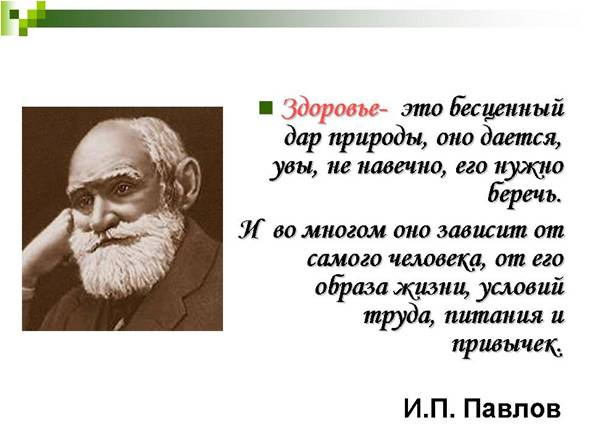 Здоровье- это бесценный
дар природы, оно дается,
увы, не навечно, его нужно
беречь.
И во многом оно зависит от
самого человека, от его
образа жизни, условий
труда, питания и
привычек.
И.П. Павлов